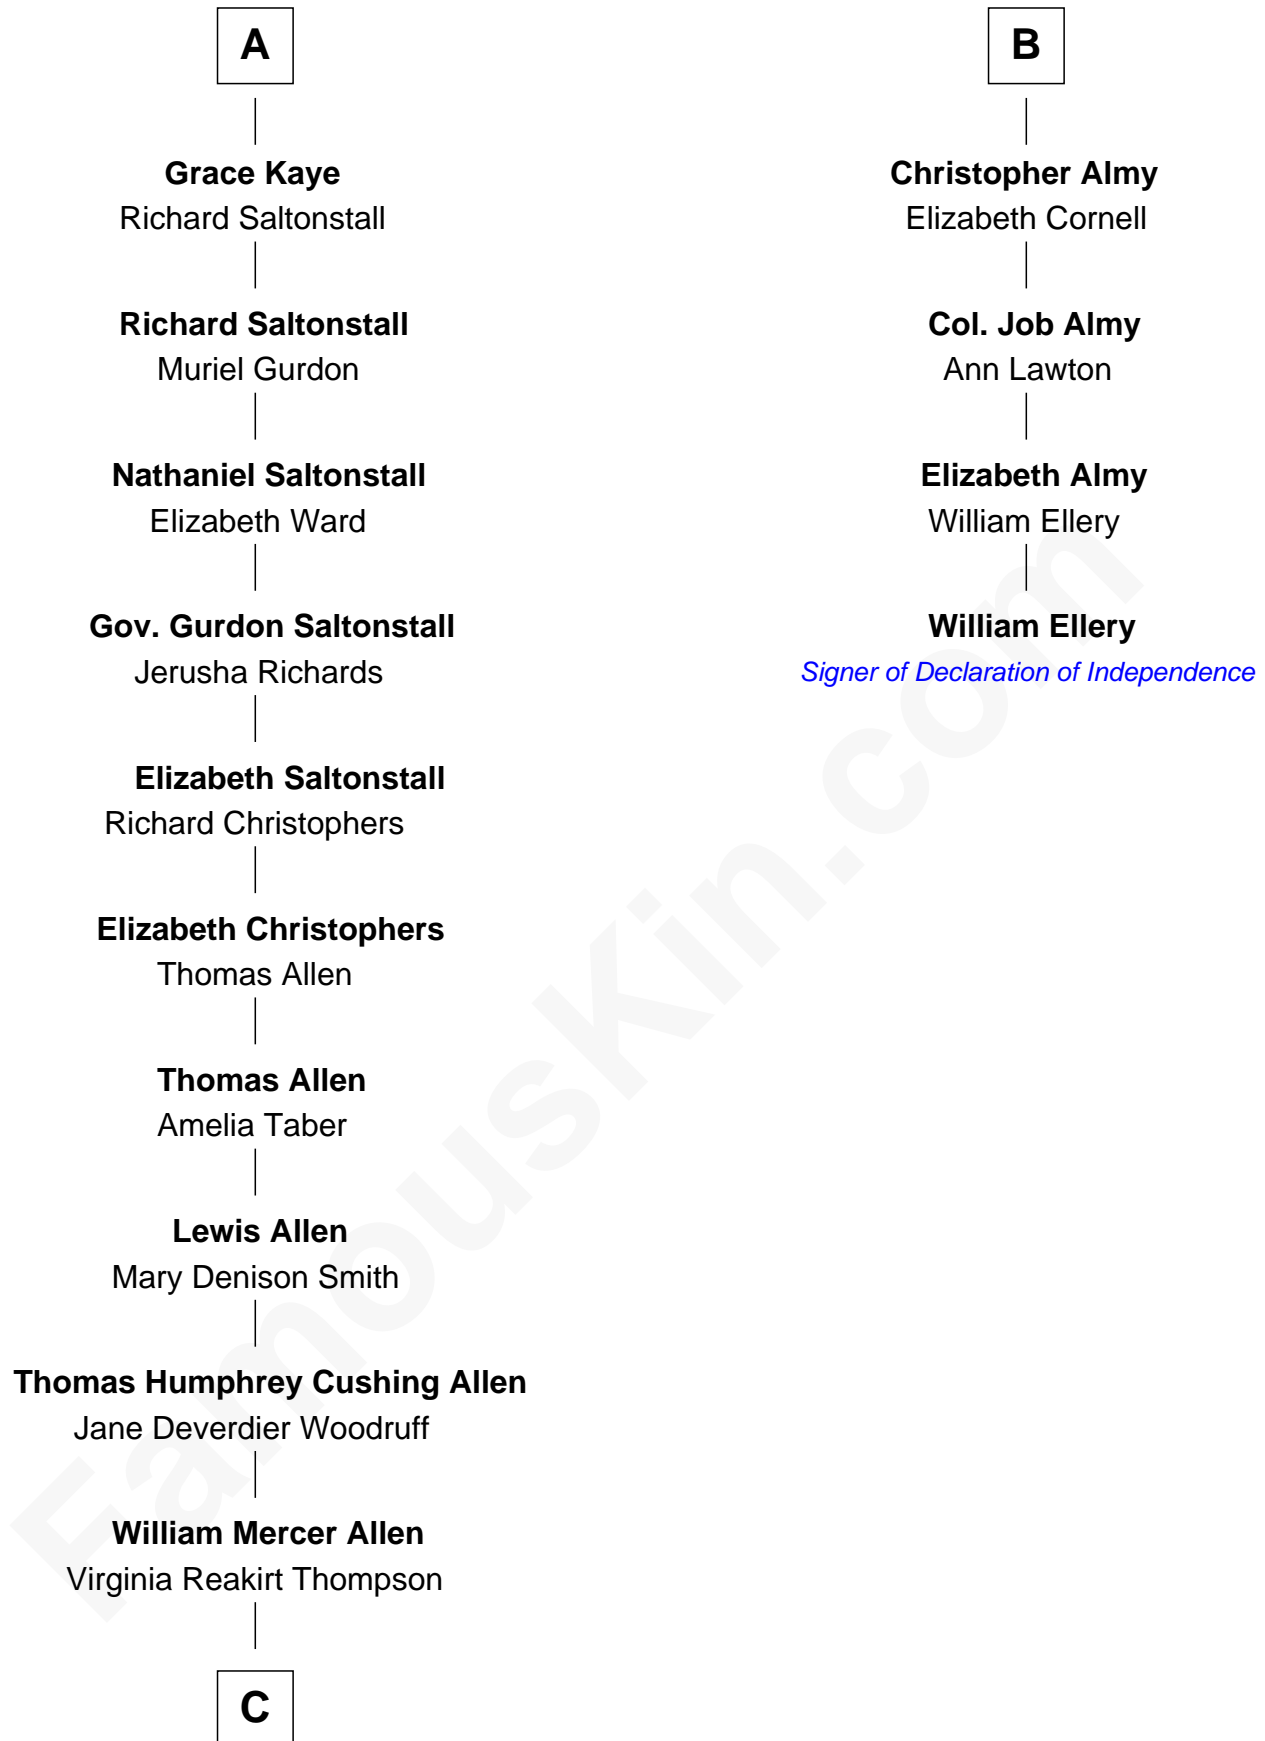 A
Grace Kaye
Richard Saltonstall
Richard Saltonstall
Muriel Gurdon
Nathaniel Saltonstall
Elizabeth Ward
Gov. Gurdon Saltonstall
Jerusha Richards
Elizabeth Saltonstall
Richard Christophers
Elizabeth Christophers
Thomas Allen
Thomas Allen
Amelia Taber
Lewis Allen
Mary Denison Smith
Thomas Humphrey Cushing Allen
Jane Deverdier Woodruff
William Mercer Allen
Virginia Reakirt Thompson
C
B
Christopher Almy
Elizabeth Cornell
Col. Job Almy
Ann Lawton
Elizabeth Almy
William Ellery
William Ellery
Signer of Declaration of Independence
FamousKin.com